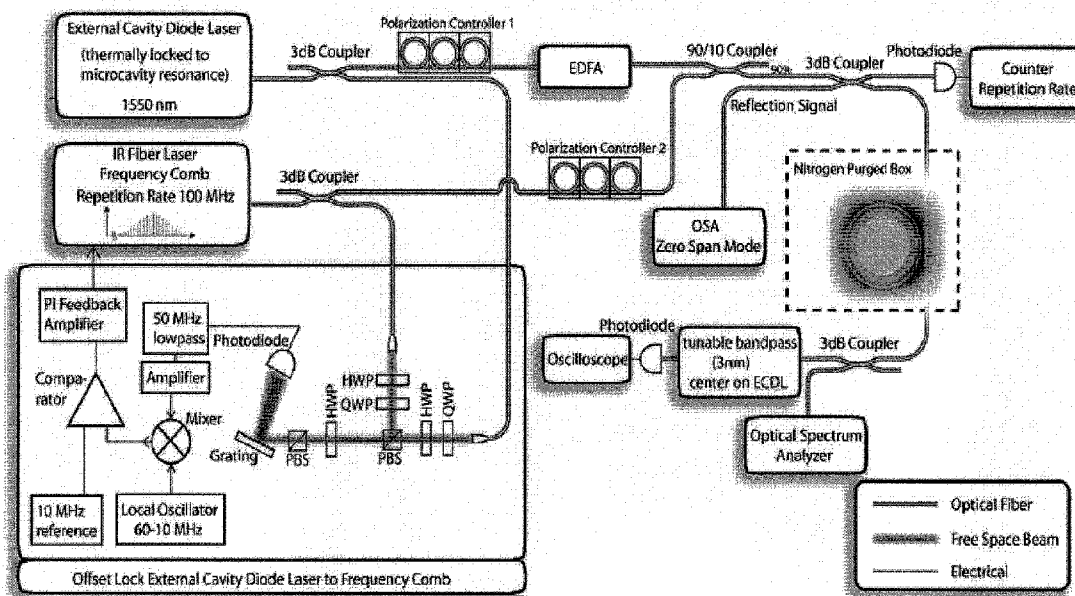 External Cavity Diode Laser
(thermally locked to
microcavity resonance)
1550 nm
3dB Coupler
Polarization Controller 1
EDFA
90/10 Coupler
90%
3dB Coupler
Photodiode
Counter
Repetition Rate
Reflection Signal
IR Fiber Laser
Frequency Comb
Repetition Rate 100 MHz
3dB Coupler
Polarization Controller 2
OSA
Zero Span Mode
Nitrogen Purged Box
PI Feedback
Amplifier
50 MHz
lowpass
Photodiode
Amplifier
Compa-
rator
Mixer
HWP
QWP
HWP
HWP
QWP
Grating
PBS
PBS
10 MHz
reference
Local Oscillator
60-10 MHz
Offset Lock External Cavity Diode Laser to Frequency Comb
Photodiode
Oscilloscope
tunable bandpass
(3nm)
center on ECDL
3dB Coupler
Optical Spectrum
Analyzer
Optical Fiber
Free Space Beam
Electrical